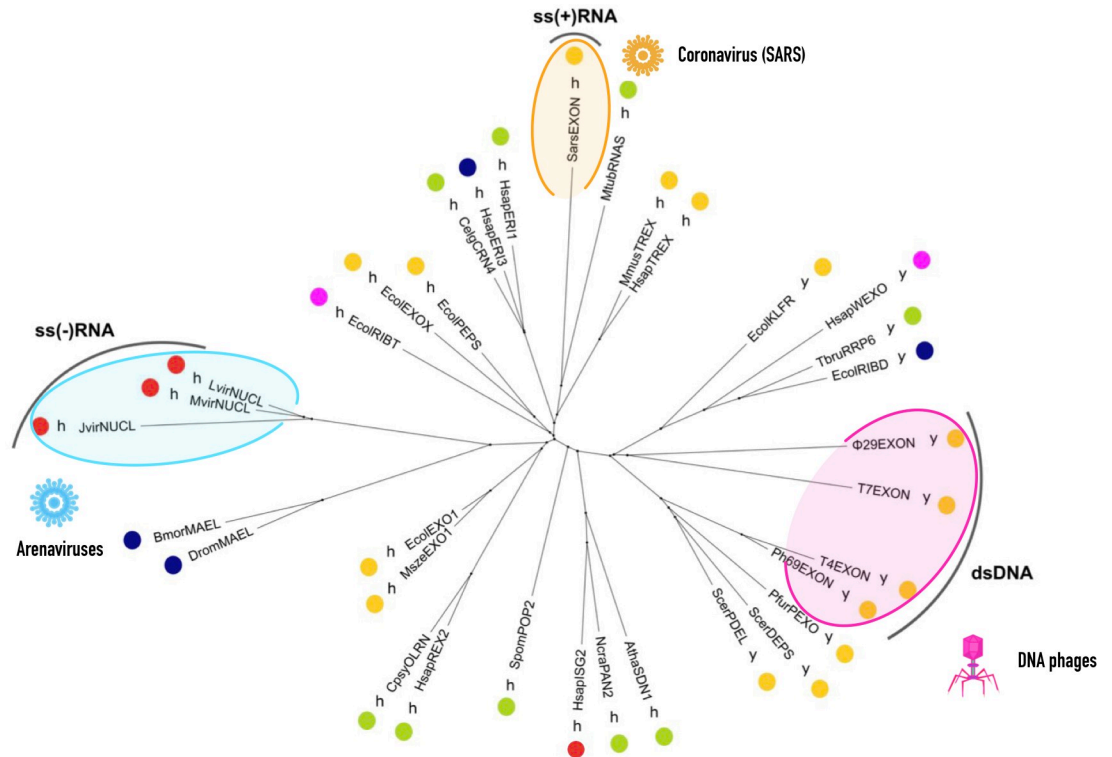 ss(+)RNA
Coronavirus (SARS)
h
SarsEXON
h
MtubRNAS
h
HsapERI1
h
HsapERI3
h
CelgCRN4
h
MmusTREX
h
HsapTREX
h
EcolEXOX
h
EcolPEPS
h
EcolRIBT
EcolKLFR y
HsapWEXO y
TbruRRP6 y
EcolRIBD y
ss(-)RNA
h LvirNUCL
h MvirNUCL
h JvirNUCL
Φ29EXON y
T7EXON y
T4EXON y
Ph69EXON y
dsDNA
DNA phages
PfurPEXO y
ScerDEPS y
ScerPDEL y
Arenaviruses
BmorMAEL
DromMAEL
h EcolEXO1
h MszeEXO1
h CpsyOLRN
h HsapREX2
SpomPOP2
h
HsapISG2
h
NcraPAN2
h
AthaSDN1
h